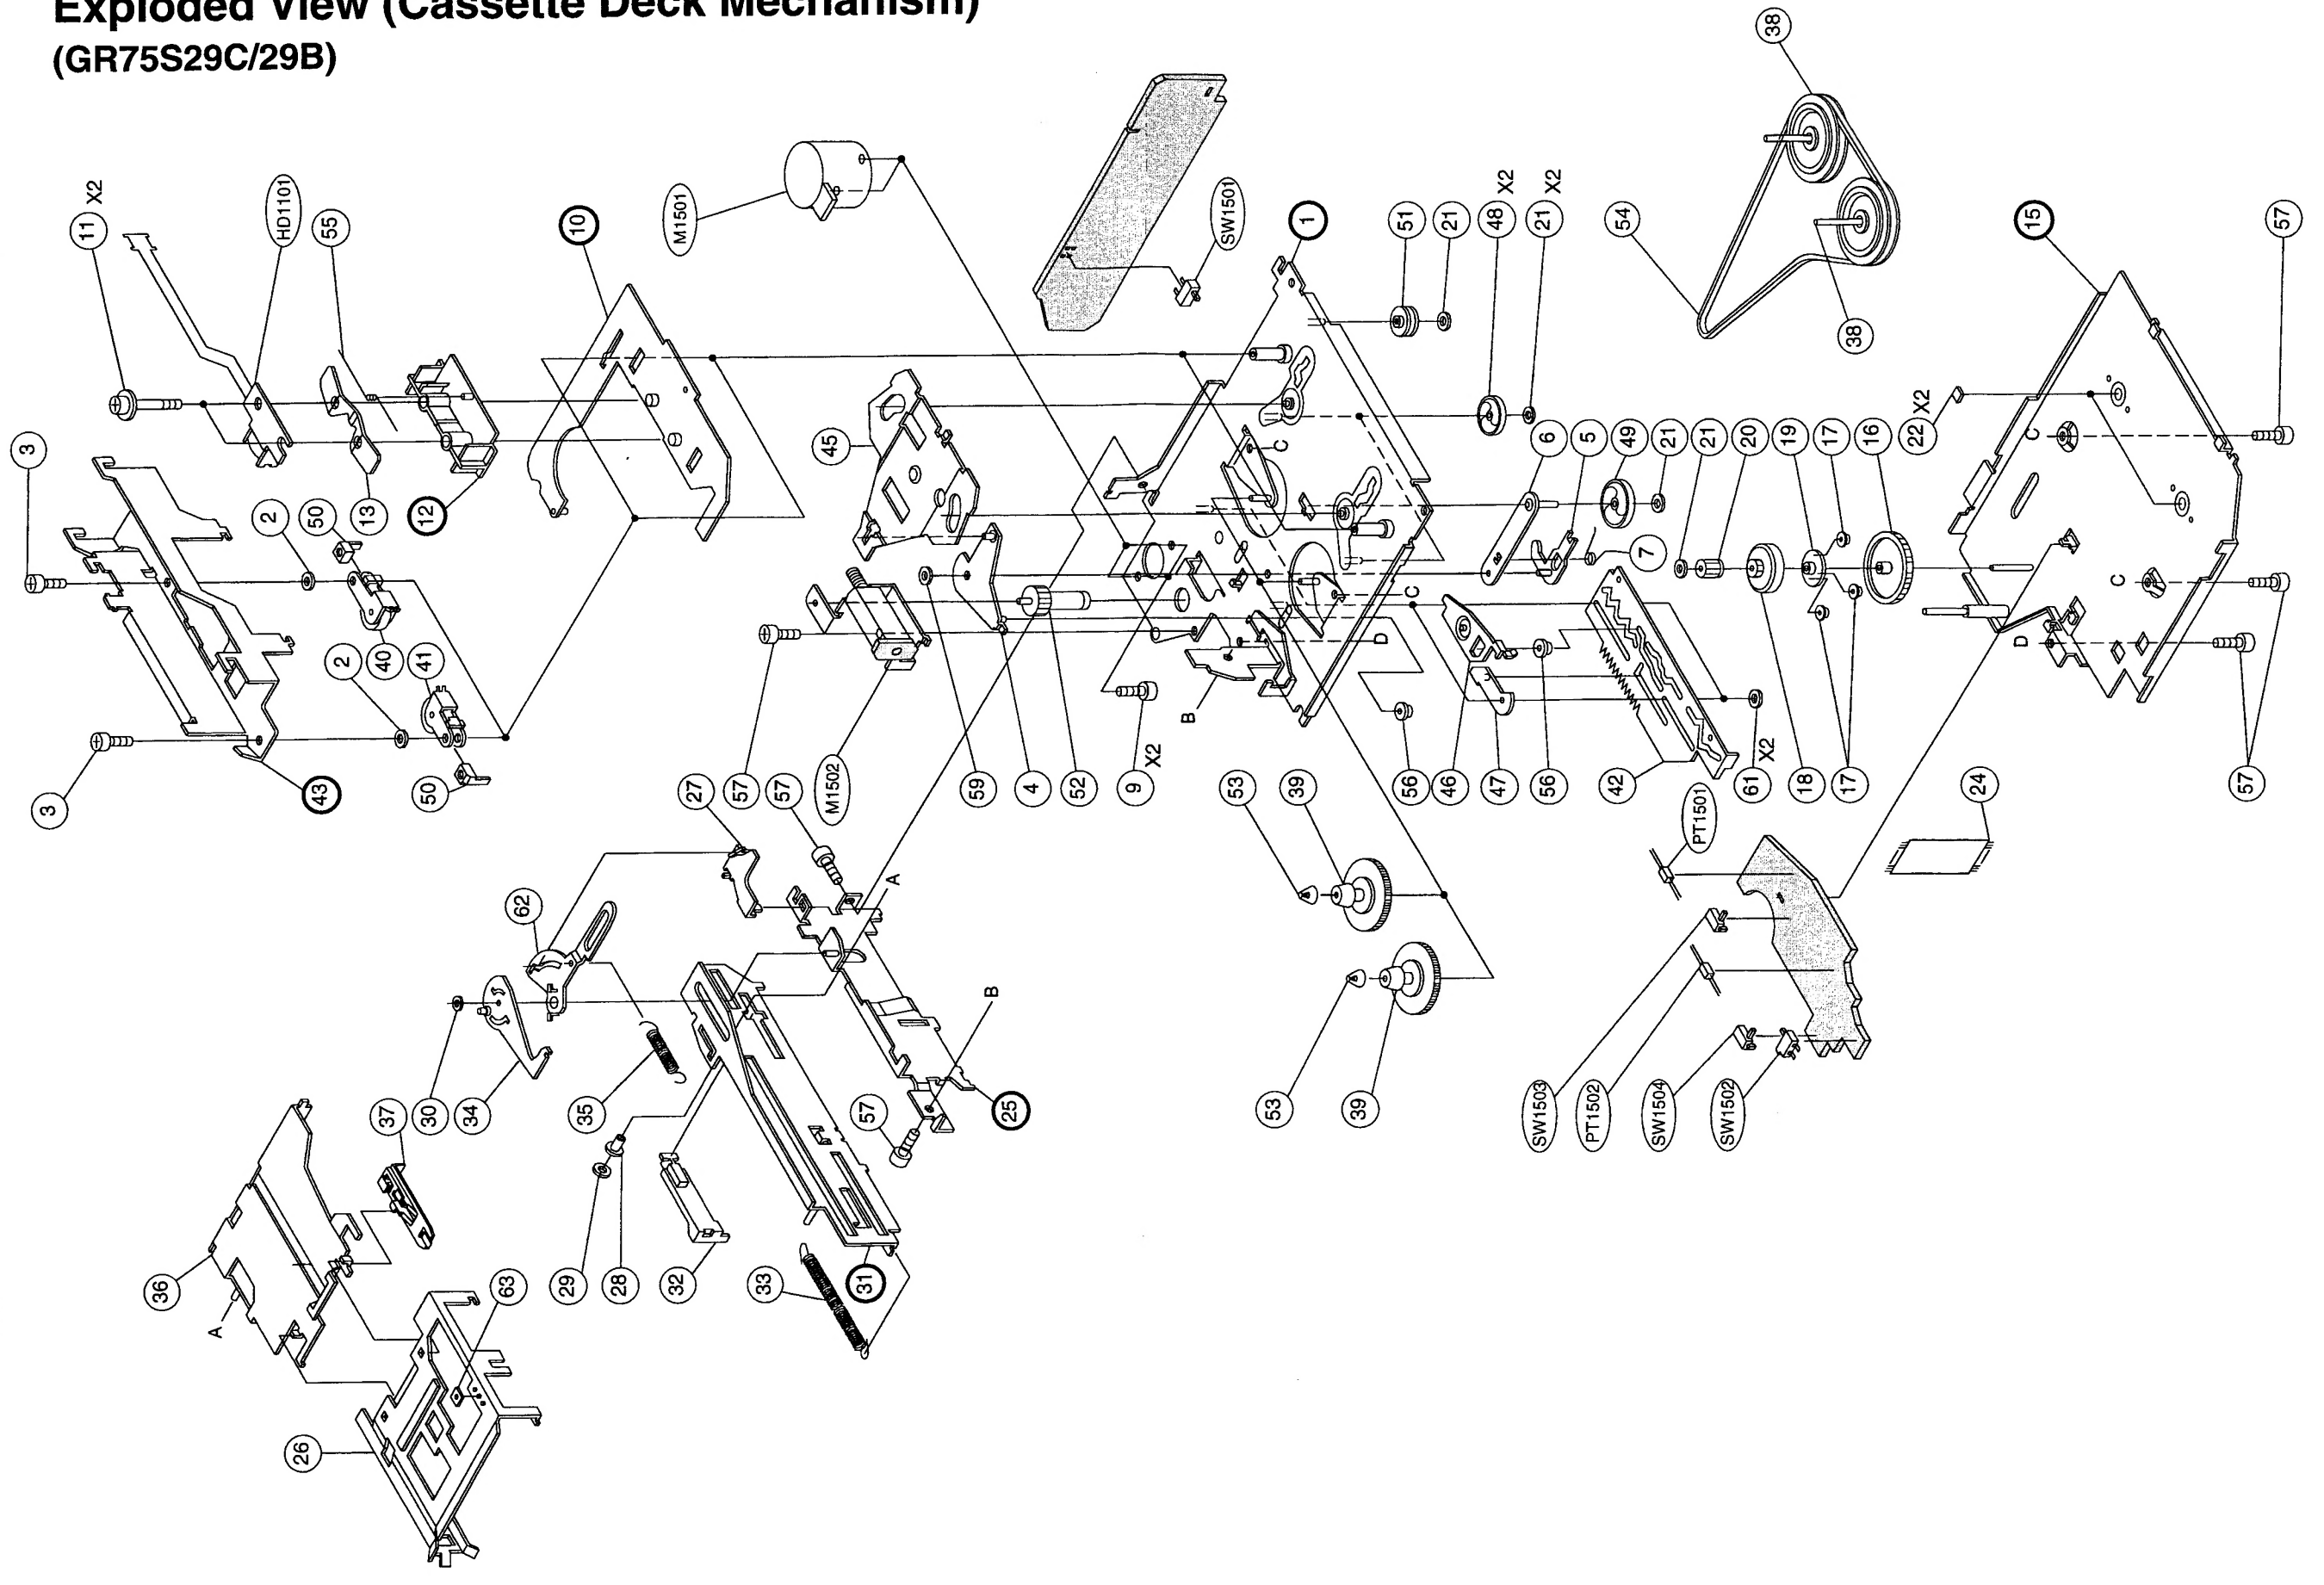 Exploded View (Cassette Deck Mechanism)
(GR75S29C/29B)
38
11 X2
HD1101
55
10
M1501
SW1501
1
51
21
48 X2
21 X2
54
15
57
3
2
50
13
12
45
6
5
49
21
21
20
19
17
16
22 X2
38
C
C
7
C
C
D
D
2
40
41
3
43
50
27
57
57
M1502
59
4
52
9 X2
B
53
39
56
46
47
56
42
61 X2
18
17
PT1501
24
57
62
A
B
30
34
35
57
25
53
39
SW1503
PT1502
SW1504
SW1502
37
36
A
29
28
32
33
31
63
26